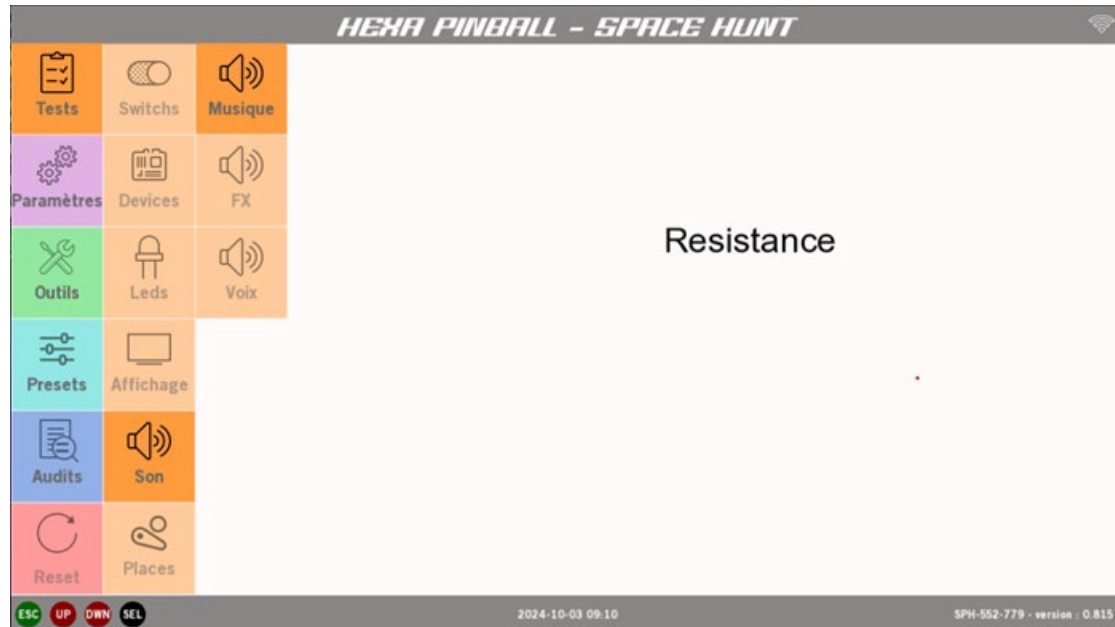 HEXA PINBALL - SPACE HUNT
Tests
Switchs
Musique
Paramètres
Devices
FX
Outils
Leds
Voix
Presets
Affichage
Audits
Son
Reset
Places
Resistance
ESC UP DWN SEL
2024-10-03 09:10
SPH-552-779 - version : 0.815